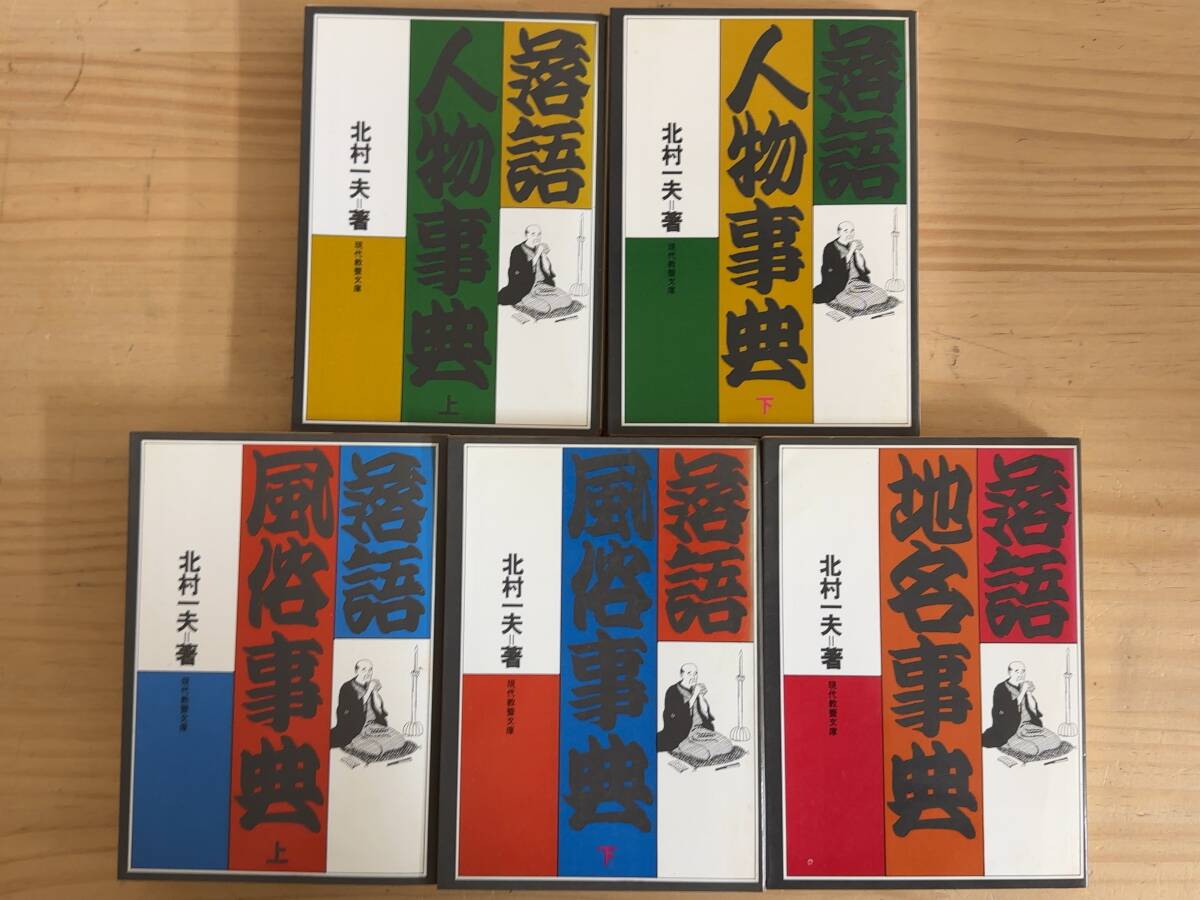 落語
人物事典
上
北村一夫=著
現代教養文庫
落語
人物事典
下
北村一夫=著
現代教養文庫
落語
風俗事典
上
北村一夫=著
現代教養文庫
落語
風俗事典
下
北村一夫=著
現代教養文庫
落語
地名事典
北村一夫=著
現代教養文庫